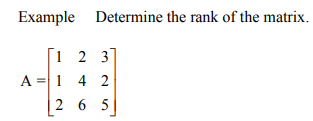 Example Determine the rank of the matrix.
1 2 3
A = 1 4 2
2 6 5